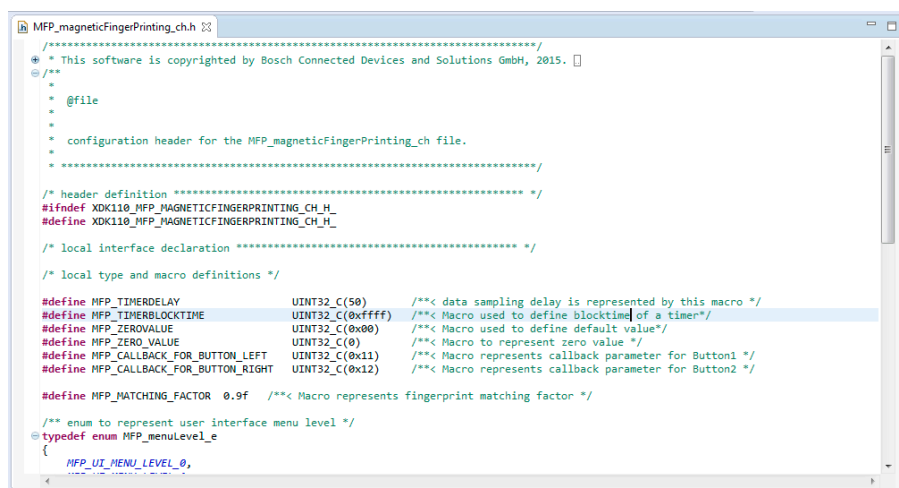 MFP_magneticFingerPrinting_ch.h
/******************************************************************************/
* This software is copyrighted by Bosch Connected Devices and Solutions GmbH, 2015.
/**
*
* @file
*
*
* configuration header for the MFP_magneticFingerPrinting_ch file.
*
* ****************************************************************************/
/* header definition ******************************************************** */
#ifndef XDK110_MFP_MAGNETICFINGERPRINTING_CH_H_
#define XDK110_MFP_MAGNETICFINGERPRINTING_CH_H_
/* local interface declaration ********************************************** */
/* local type and macro definitions */
#define MFP_TIMERDELAY UINT32_C(50) /**< data sampling delay is represented by this macro */
#define MFP_TIMERBLOCKTIME UINT32_C(0xffff) /**< Macro used to define blocktime of a timer*/
#define MFP_ZEROVALUE UINT32_C(0x00) /**< Macro used to define default value*/
#define MFP_ZERO_VALUE UINT32_C(0) /**< Macro to represent zero value */
#define MFP_CALLBACK_FOR_BUTTON_LEFT UINT32_C(0x11) /**< Macro represents callback parameter for Button1 */
#define MFP_CALLBACK_FOR_BUTTON_RIGHT UINT32_C(0x12) /**< Macro represents callback parameter for Button2 */
#define MFP_MATCHING_FACTOR 0.9f /**< Macro represents fingerprint matching factor */
/** enum to represent user interface menu level */
typedef enum MFP_menuLevel_e
{
MFP_UI_MENU_LEVEL_0,